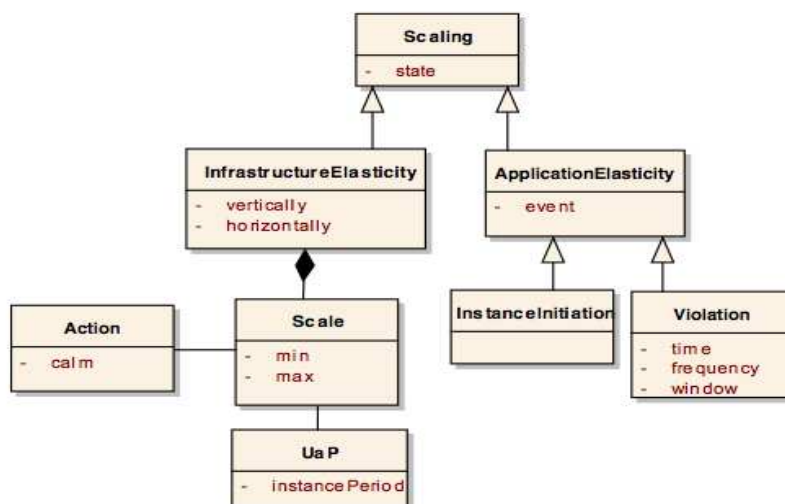 Scaling
- state
InfrastructureElasticity
- vertically
- horizontally
ApplicationElasticity
- event
InstanceInitiation
Violation
- time
- frequency
- window
Action
- calm
Scale
- min
- max
UaP
- instancePeriod